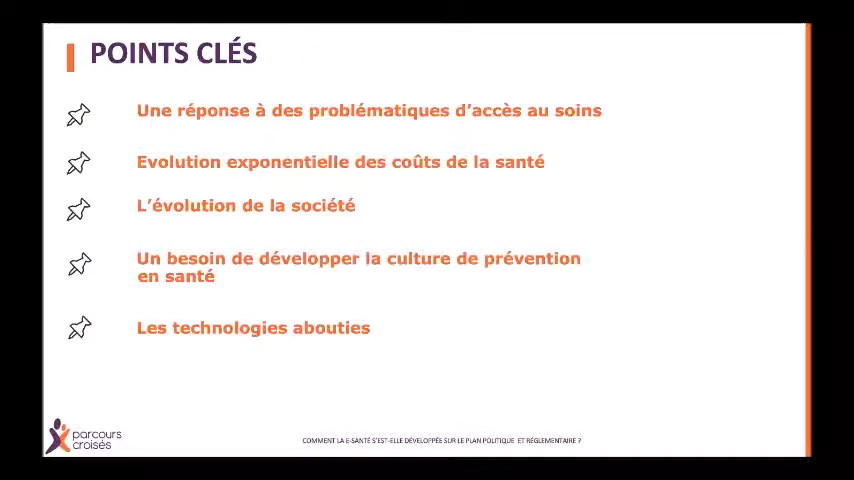 POINTS CLÉS
Une réponse à des problématiques d'accès au soins
Evolution exponentielle des coûts de la santé
L'évolution de la société
Un besoin de développer la culture de prévention
en santé
Les technologies abouties
parcours
croisés
COMMENT LA E-SANTÉ S'EST-ELLE DÉVELOPPÉE SUR LE PLAN POLITIQUE ET RÉGLEMENTAIRE ?